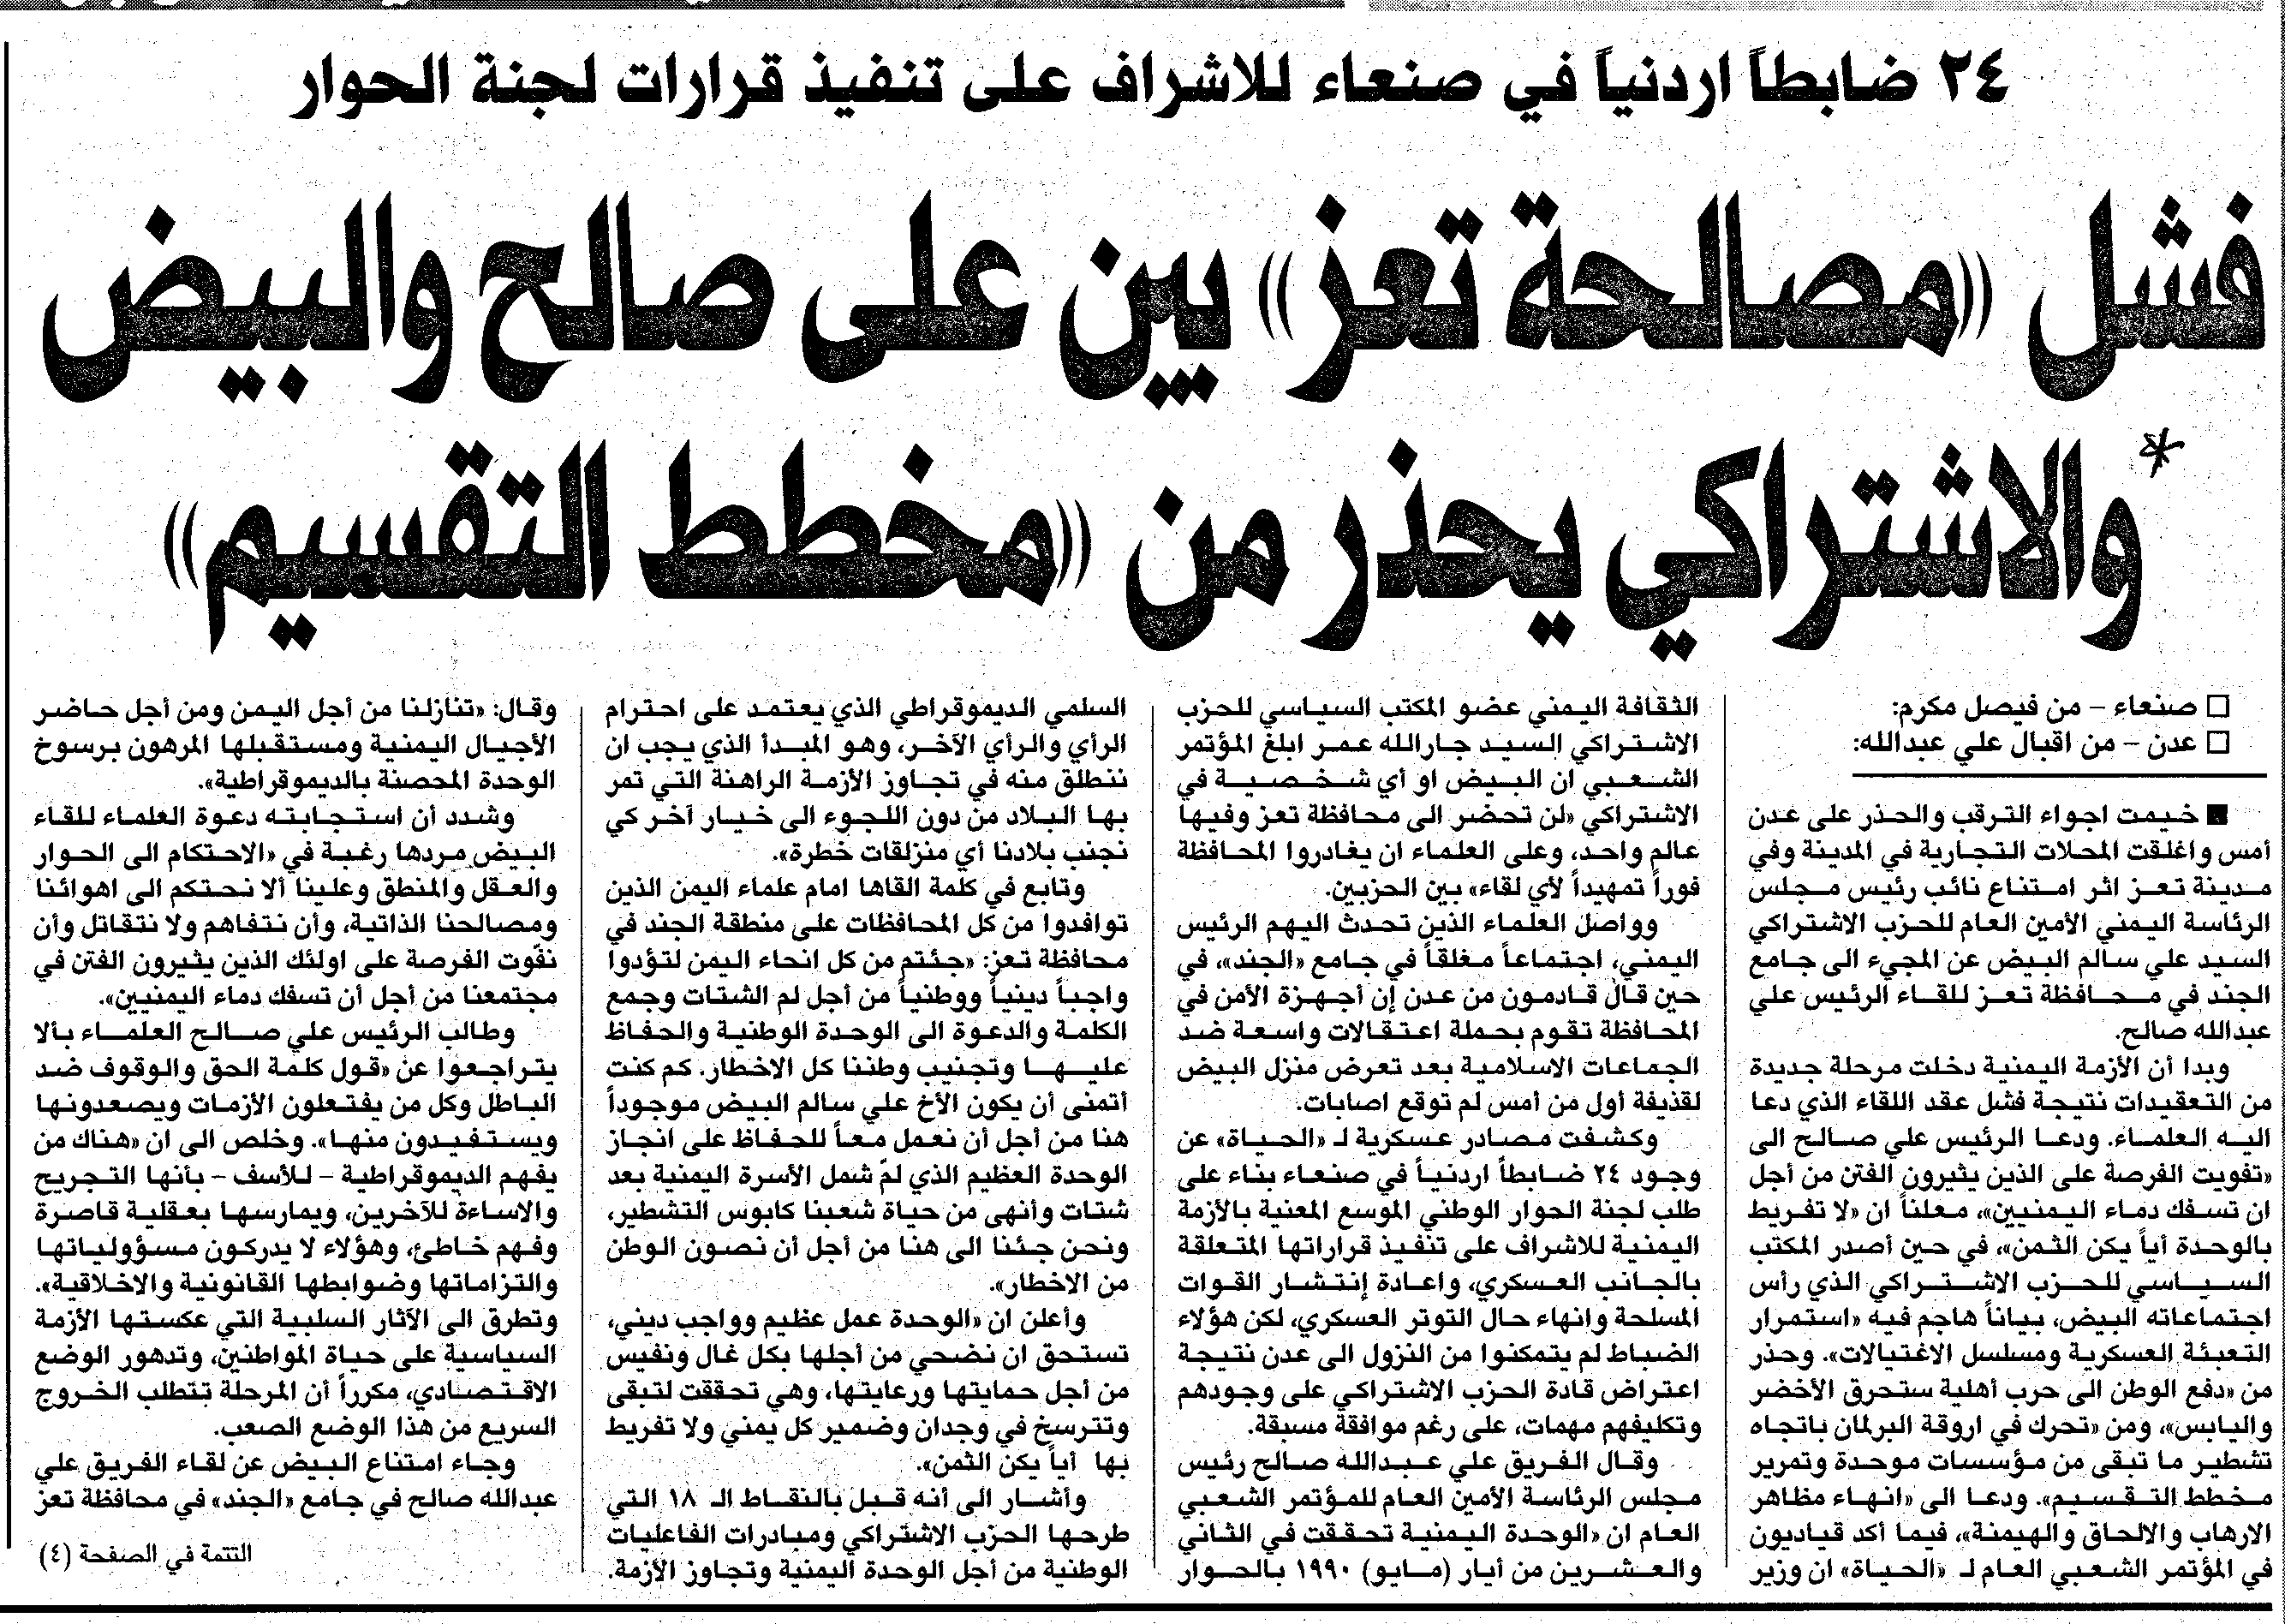 ٢٤ ضابطاً اردنياً في صنعاء للاشراف على تنفيذ قرارات لجنة الحوار
فشل «مصالحة تعز» بين علي صالح والبيض
والاشتراكي يحذر من «مخطط التقسيم»
□ صنعاء – من فيصل مكرم:
□ عدن – من اقبال علي عبدالله:
■ خيمت اجواء الترقب والحذر على عدن
أمس واغلقت المحلات التجارية في المدينة وفي
مدينة تعز اثر امتناع نائب رئيس مجلس
الرئاسة اليمني الأمين العام للحزب الاشتراكي
السيد علي سالم البيض عن المجيء الى جامع
الجند في محافظة تعز للقاء الرئيس علي
عبدالله صالح.
وبدا أن الأزمة اليمنية دخلت مرحلة جديدة
من التعقيدات نتيجة فشل عقد اللقاء الذي دعا
اليه العلماء. ودعا الرئيس علي صالح الى
«تفويت الفرصة على الذين يثيرون الفتن من أجل
ان تسفك دماء اليمنيين»، معلناً ان «لا تفريط
بالوحدة أياً يكن الثمن»، في حين أصدر المكتب
السياسي للحزب الاشتراكي الذي رأس
اجتماعاته البيض، بياناً هاجم فيه «استمرار
التعبئة العسكرية ومسلسل الاغتيالات». وحذر
من «دفع الوطن الى حرب أهلية ستحرق الأخضر
واليابس»، ومن «تحرك في اروقة البرلمان باتجاه
تشطير ما تبقى من مؤسسات موحدة وتمرير
مخطط التقسيم». ودعا الى «انهاء مظاهر
الارهاب والالحاق والهيمنة»، فيما أكد قياديون
في المؤتمر الشعبي العام لـ «الحياة» ان وزير
الثقافة اليمني عضو المكتب السياسي للحزب
الاشتراكي السيد جارالله عمر ابلغ المؤتمر
الشعبي ان البيض او أي شخصية في
الاشتراكي «لن تحضر الى محافظة تعز وفيها
عالم واحد، وعلى العلماء ان يغادروا المحافظة
فوراً تمهيداً لأي لقاء» بين الحزبين.
وواصل العلماء الذين تحدث اليهم الرئيس
اليمني، اجتماعاً مغلقاً في جامع «الجند»، في
حين قال قادمون من عدن إن أجهزة الأمن في
المحافظة تقوم بحملة اعتقالات واسعة ضد
الجماعات الاسلامية بعد تعرض منزل البيض
لقذيفة أول من أمس لم توقع اصابات.
وكشفت مصادر عسكرية لـ «الحياة» عن
وجود ٢٤ ضابطاً اردنياً في صنعاء بناء على
طلب لجنة الحوار الوطني الموسع المعنية بالأزمة
اليمنية للاشراف على تنفيذ قراراتها المتعلقة
بالجانب العسكري، واعادة إنتشار القوات
المسلحة وانهاء حال التوتر العسكري، لكن هؤلاء
الضباط لم يتمكنوا من النزول الى عدن نتيجة
اعتراض قادة الحزب الاشتراكي على وجودهم
وتكليفهم مهمات، على رغم موافقة مسبقة.
وقال الفريق علي عبدالله صالح رئيس
مجلس الرئاسة الأمين العام للمؤتمر الشعبي
العام ان «الوحدة اليمنية تحققت في الثاني
والعشرين من أيار (مايو) ١٩٩٠ بالحوار
السلمي الديموقراطي الذي يعتمد على احترام
الرأي والرأي الآخر، وهو المبدأ الذي يجب ان
ننطلق منه في تجاوز الأزمة الراهنة التي تمر
بها البلاد من دون اللجوء الى خيار آخر كي
نجنب بلادنا أي منزلقات خطرة».
وتابع في كلمة القاها امام علماء اليمن الذين
توافدوا من كل المحافظات على منطقة الجند في
محافظة تعز: «جئتم من كل انحاء اليمن لتؤدوا
واجباً دينياً ووطنياً من أجل لم الشتات وجمع
الكلمة والدعوة الى الوحدة الوطنية والحفاظ
عليها وتجنيب وطننا كل الاخطار. كم كنت
أتمنى أن يكون الأخ علي سالم البيض موجوداً
هنا من أجل أن نعمل معاً للحفاظ على انجاز
الوحدة العظيم الذي لمّ شمل الأسرة اليمنية بعد
شتات وأنهى من حياة شعبنا كابوس التشطير،
ونحن جئنا الى هنا من أجل أن نصون الوطن
من الاخطار».
وأعلن ان «الوحدة عمل عظيم وواجب ديني،
تستحق ان نضحي من أجلها بكل غال ونفيس
من أجل حمايتها ورعايتها، وهي تحققت لتبقى
وتترسخ في وجدان وضمير كل يمني ولا تفريط
بها أياً يكن الثمن».
وأشار الى أنه قبل بالنقاط الـ ١٨ التي
طرحها الحزب الاشتراكي ومبادرات الفاعليات
الوطنية من أجل الوحدة اليمنية وتجاوز الأزمة.
وقال: «تنازلنا من أجل اليمن ومن أجل حاضر
الأجيال اليمنية ومستقبلها المرهون برسوخ
الوحدة المحصنة بالديموقراطية».
وشدد أن استجابته دعوة العلماء للقاء
البيض مردها رغبة في «الاحتكام الى الحوار
والعقل والمنطق وعلينا ألا نحتكم الى اهوائنا
ومصالحنا الذاتية، وأن نتفاهم ولا نتقاتل وأن
نفّوت الفرصة على اولئك الذين يثيرون الفتن في
مجتمعنا من أجل أن تسفك دماء اليمنيين».
وطالب الرئيس علي صالح العلماء بألا
يتراجعوا عن «قول كلمة الحق والوقوف ضد
الباطل وكل من يفتعلون الأزمات ويصعدونها
ويستفيدون منها». وخلص الى ان «هناك من
يفهم الديموقراطية – للأسف – بأنها التجريح
والاساءة للآخرين، ويمارسها بعقلية قاصرة
وفهم خاطئ، وهؤلاء لا يدركون مسؤولياتها
والتزاماتها وضوابطها القانونية والاخلاقية».
وتطرق الى الآثار السلبية التي عكستها الأزمة
السياسية على حياة المواطنين، وتدهور الوضع
الاقتصادي، مكرراً أن المرحلة تتطلب الخروج
السريع من هذا الوضع الصعب.
وجاء امتناع البيض عن لقاء الفريق علي
عبدالله صالح في جامع «الجند» في محافظة تعز
التتمة في الصفحة (٤)